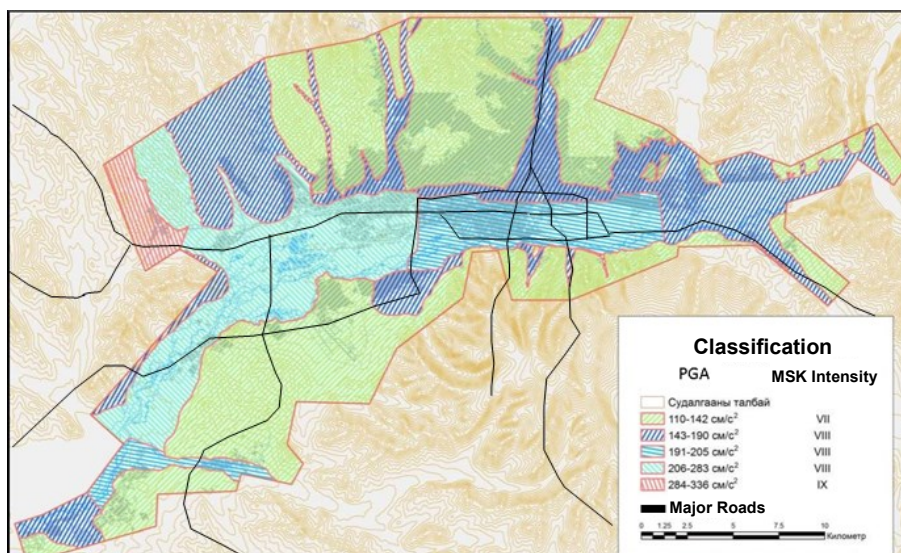 Classification
PGA MSK Intensity
Судалгааны талбай
110-142 см/с² VII
143-190 см/с² VIII
191-205 см/с² VIII
206-283 см/с² VIII
284-336 см/с² IX
Major Roads
0 1.25 2.5 5 7.5 10
Километр